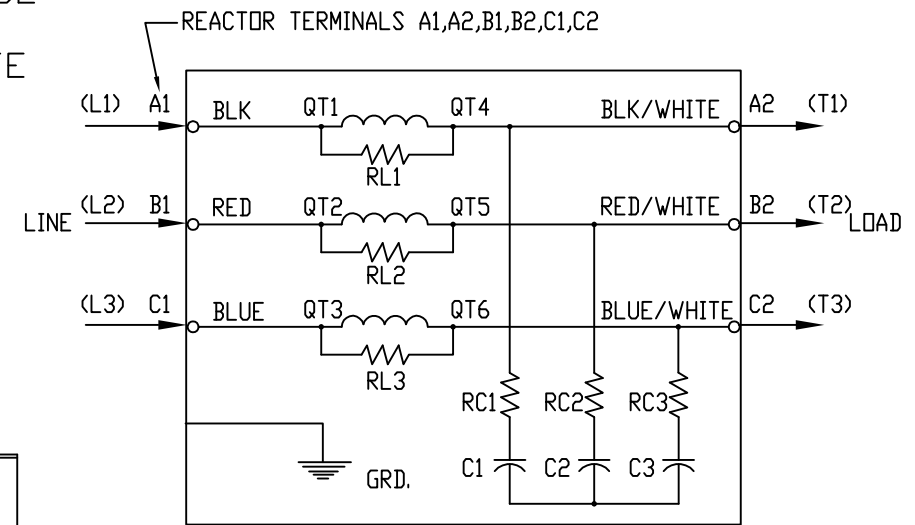 REACTOR TERMINALS A1,A2,B1,B2,C1,C2
(L1) A1 BLK QT1 QT4 BLK/WHITE A2 (T1)
RL1
LINE (L2) B1 RED QT2 QT5 RED/WHITE B2 (T2) LOAD
RL2
(L3) C1 BLUE QT3 QT6 BLUE/WHITE C2 (T3)
RL3
RC1 RC2 RC3
GRD. C1 C2 C3